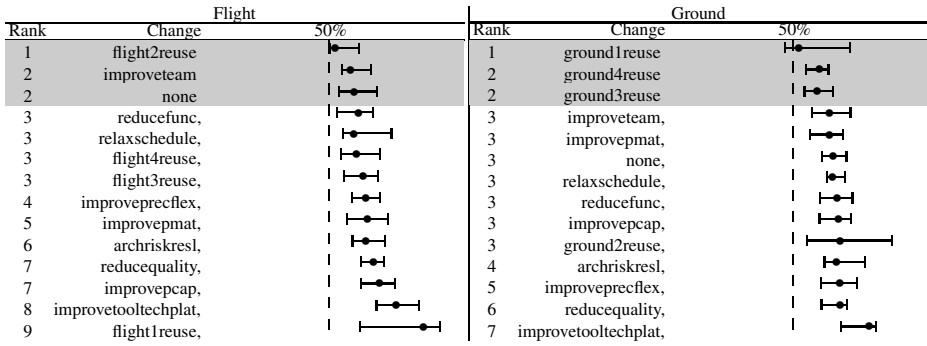 Flight
Rank Change 50%
1 flight2reuse
2 improveteam
2 none
3 reducefunc,
3 relaxschedule,
3 flight4reuse,
3 flight3reuse,
4 improveprecflex,
5 improvepmat,
6 archriskresl,
7 reducequality,
7 improvepcap,
8 improvetooltechplat,
9 flight1reuse,
Ground
Rank Change 50%
1 ground1reuse
2 ground4reuse
2 ground3reuse
3 improveteam,
3 improvepmat,
3 none,
3 relaxschedule,
3 reducefunc,
3 improvepcap,
3 ground2reuse,
4 archriskresl,
5 improveprecflex,
6 reducequality,
7 improvetooltechplat,